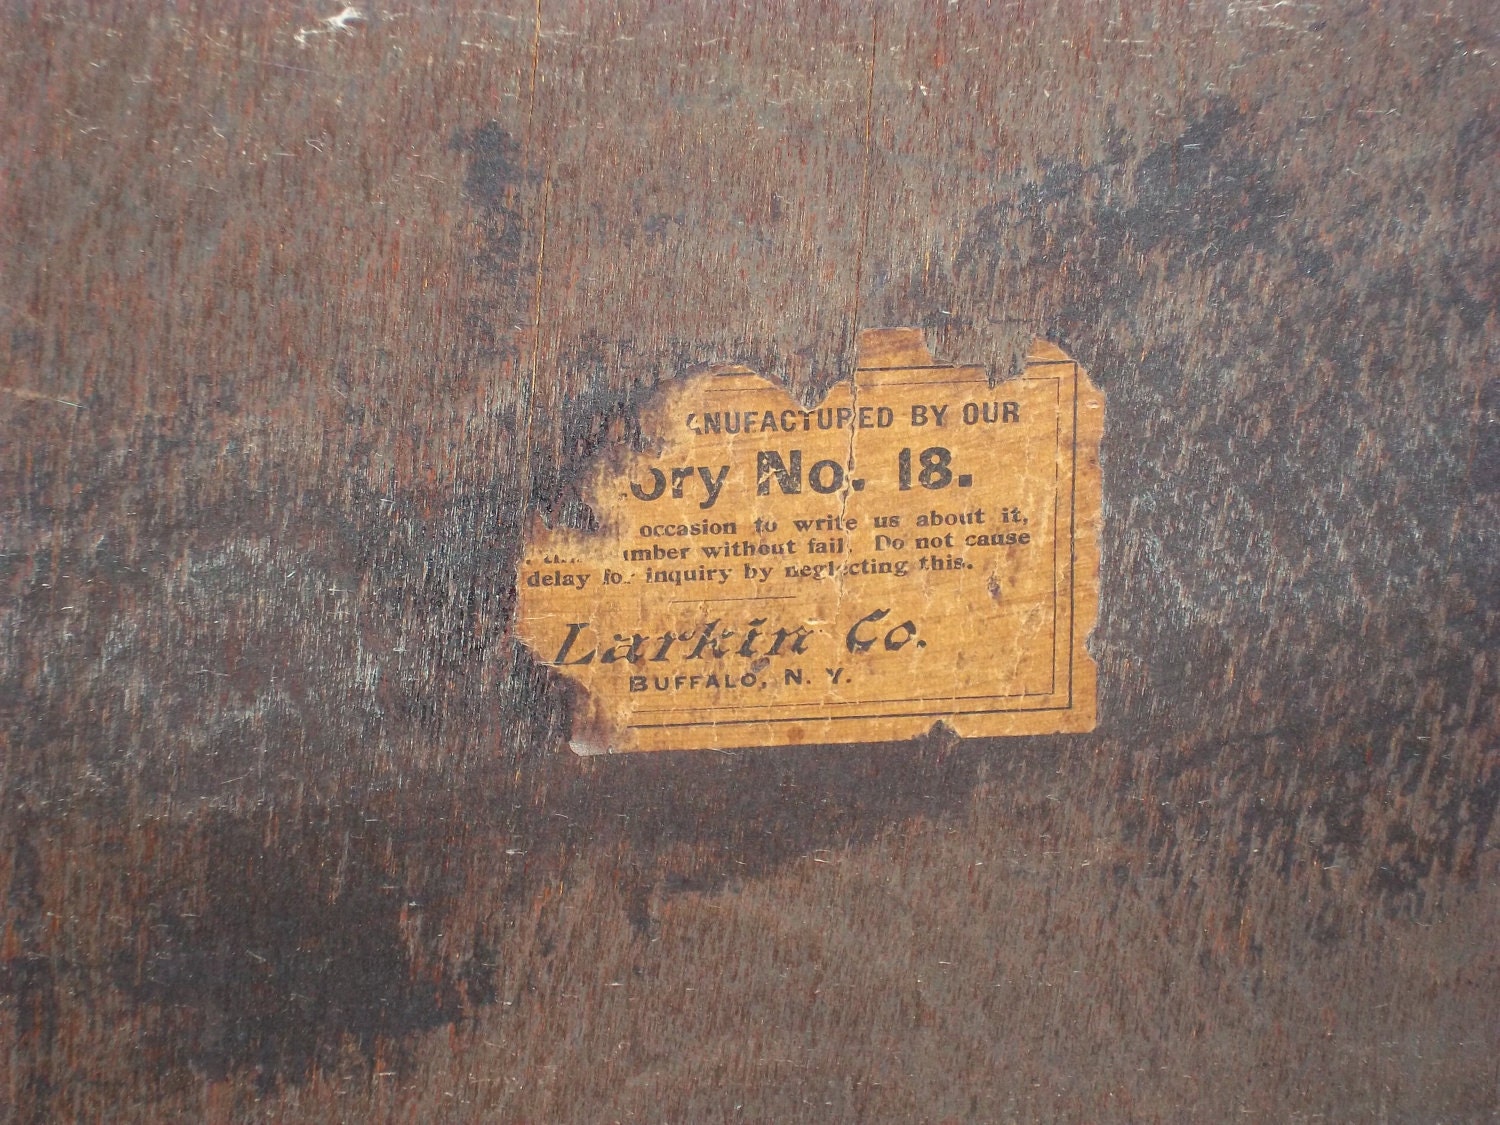 ANUFACTURED BY OUR
ory No. 18.
occasion to write us about it,
umber without fail. Do not cause
delay for inquiry by neglecting this.
Larkin Co.
BUFFALO, N. Y.